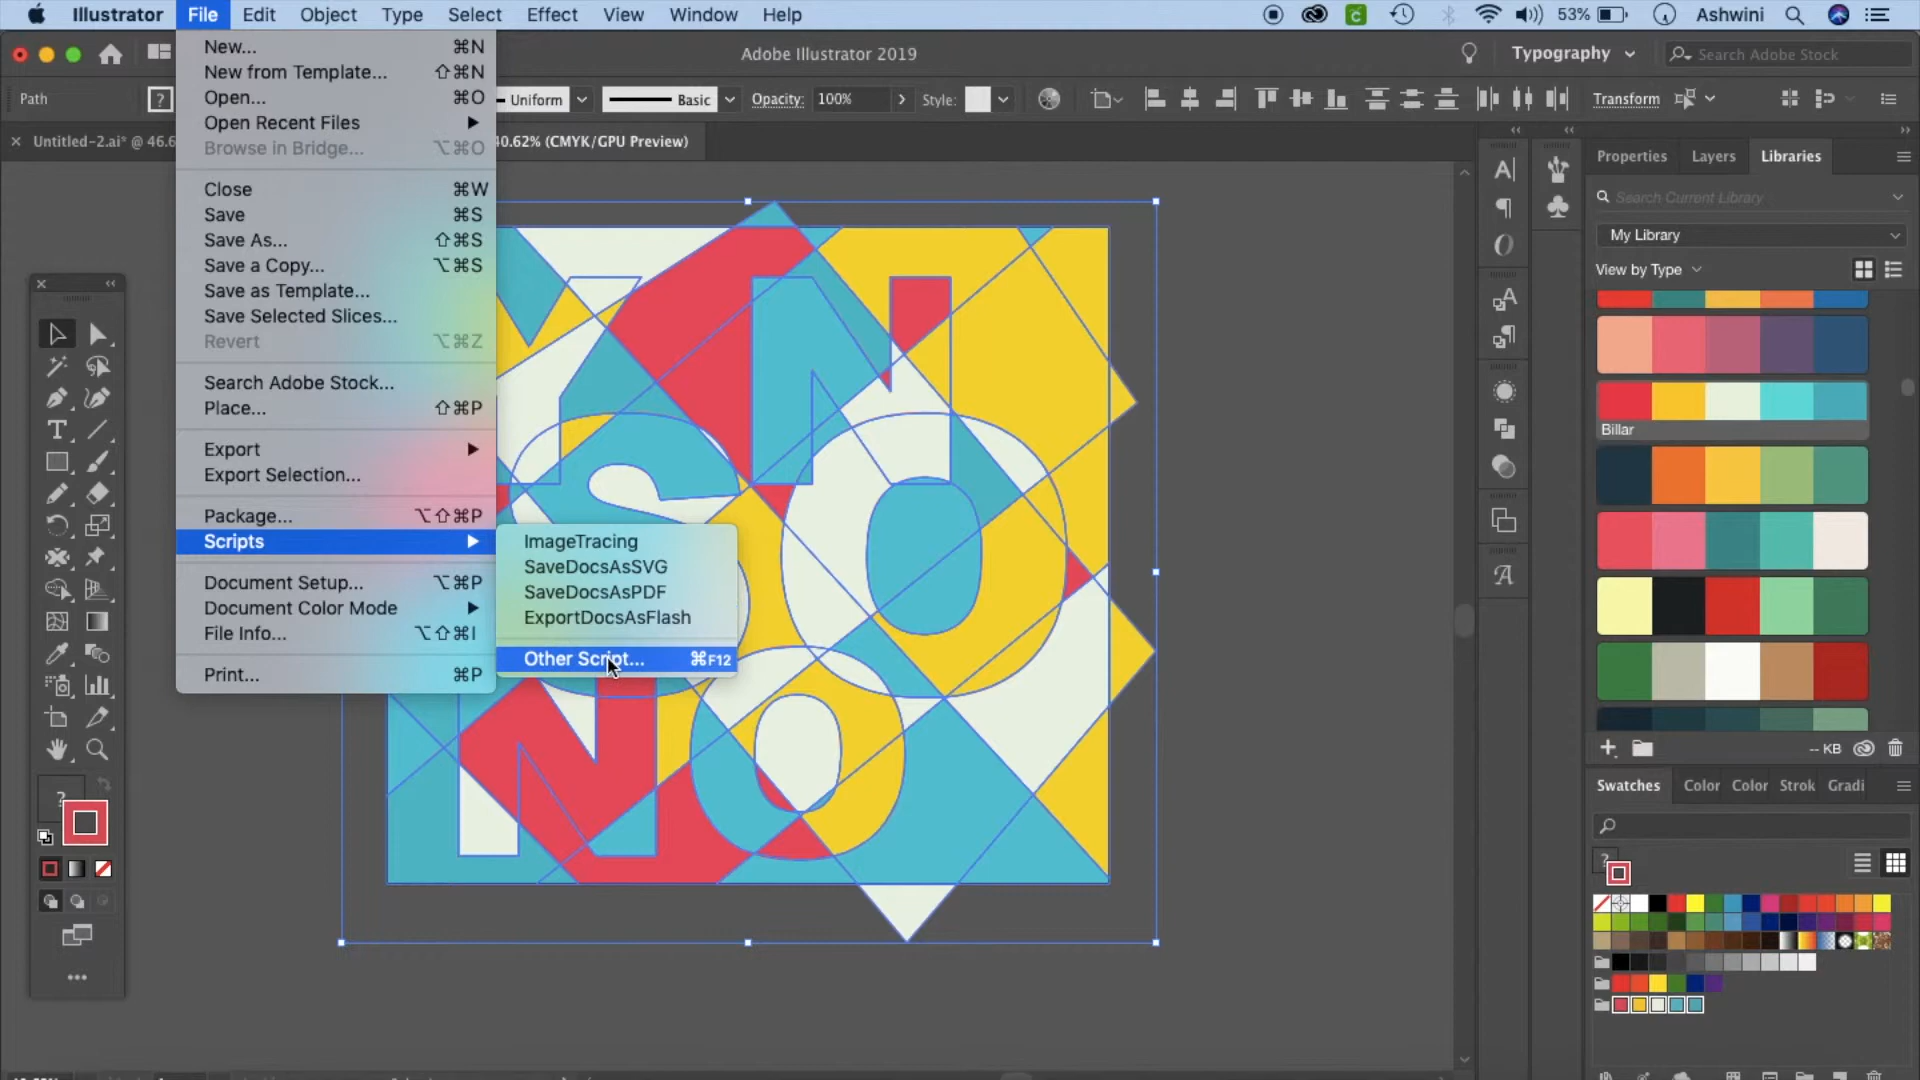 Illustrator File Edit Object Type Select Effect View Window Help 53% Ashwini
Adobe Illustrator 2019 Typography Search Adobe Stock
Path ? Uniform Basic Opacity: 100% Style: Transform
Untitled-2.ai* @ 46.6 40.62% (CMYK/GPU Preview)
New... ⌘N
New from Template... ⇧⌘N
Open... ⌘O
Open Recent Files
Browse in Bridge... ⌥⌘O
Close ⌘W
Save ⌘S
Save As... ⇧⌘S
Save a Copy... ⌥⌘S
Save as Template...
Save Selected Slices...
Revert ⌥⌘Z
Search Adobe Stock...
Place... ⇧⌘P
Export
Export Selection...
Package... ⌥⇧⌘P
Scripts
Document Setup... ⌥⌘P
Document Color Mode
File Info... ⌥⇧⌘I
Print... ⌘P
ImageTracing
SaveDocsAsSVG
SaveDocsAsPDF
ExportDocsAsFlash
Other Script... ⌘F12
N
S O
N O
Properties Layers Libraries
Search Current Library
My Library
View by Type
Billar
-- KB
Swatches Color Color Strok Gradi